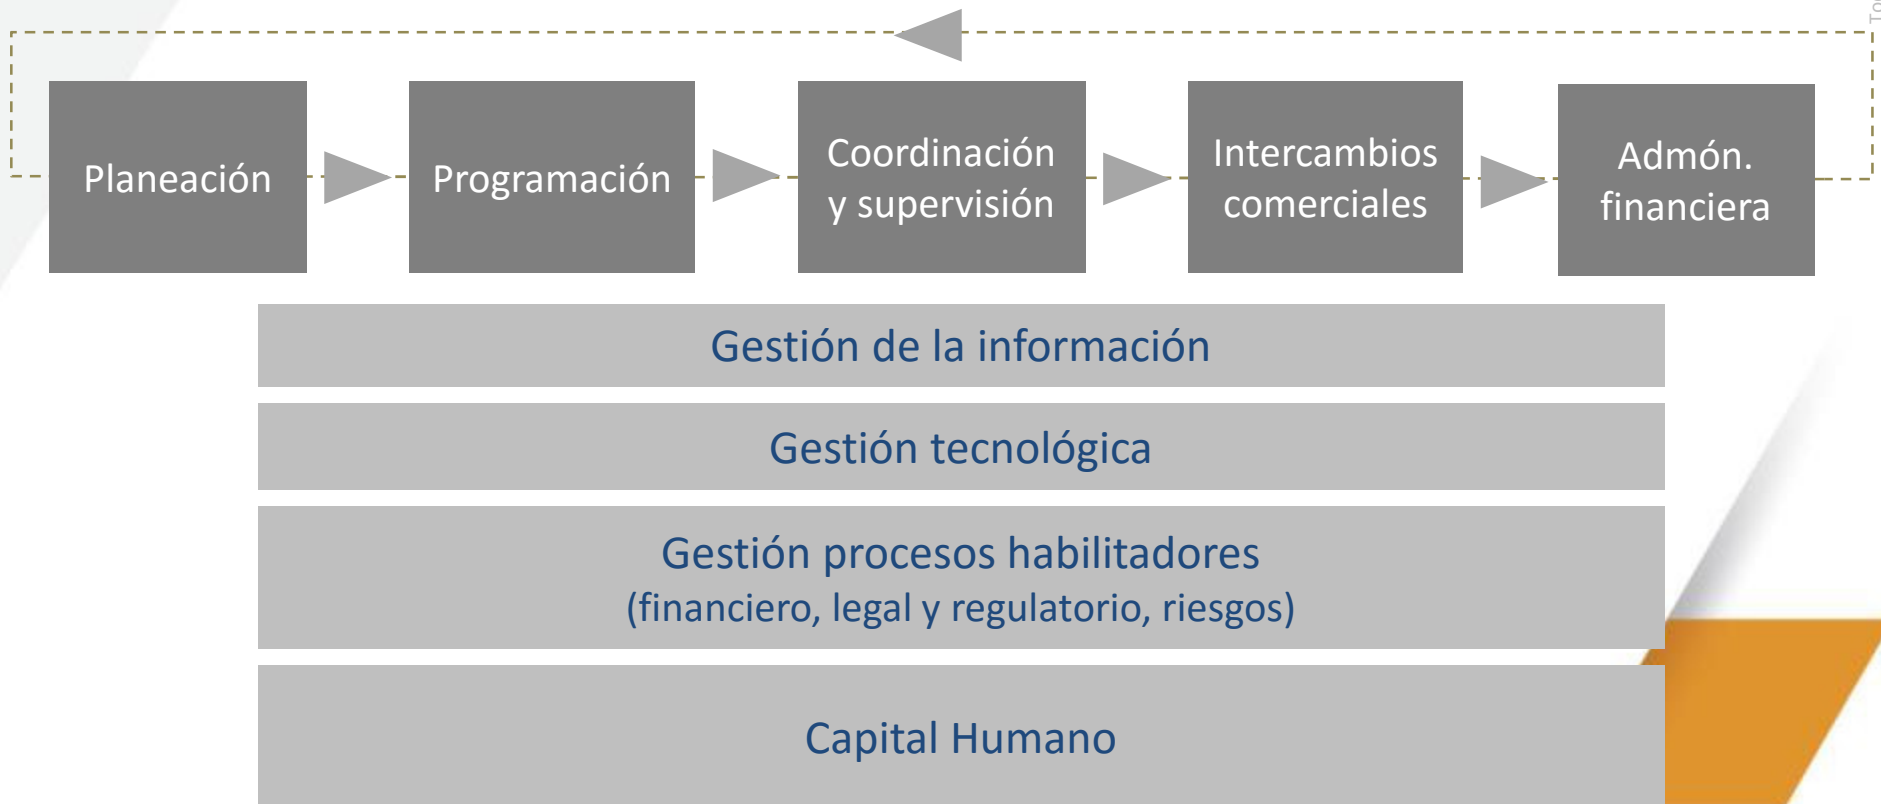 Planeación
Programación
Coordinación
y supervisión
Intercambios
comerciales
Admón.
financiera
Gestión de la información
Gestión tecnológica
Gestión procesos habilitadores
(financiero, legal y regulatorio, riesgos)
Capital Humano